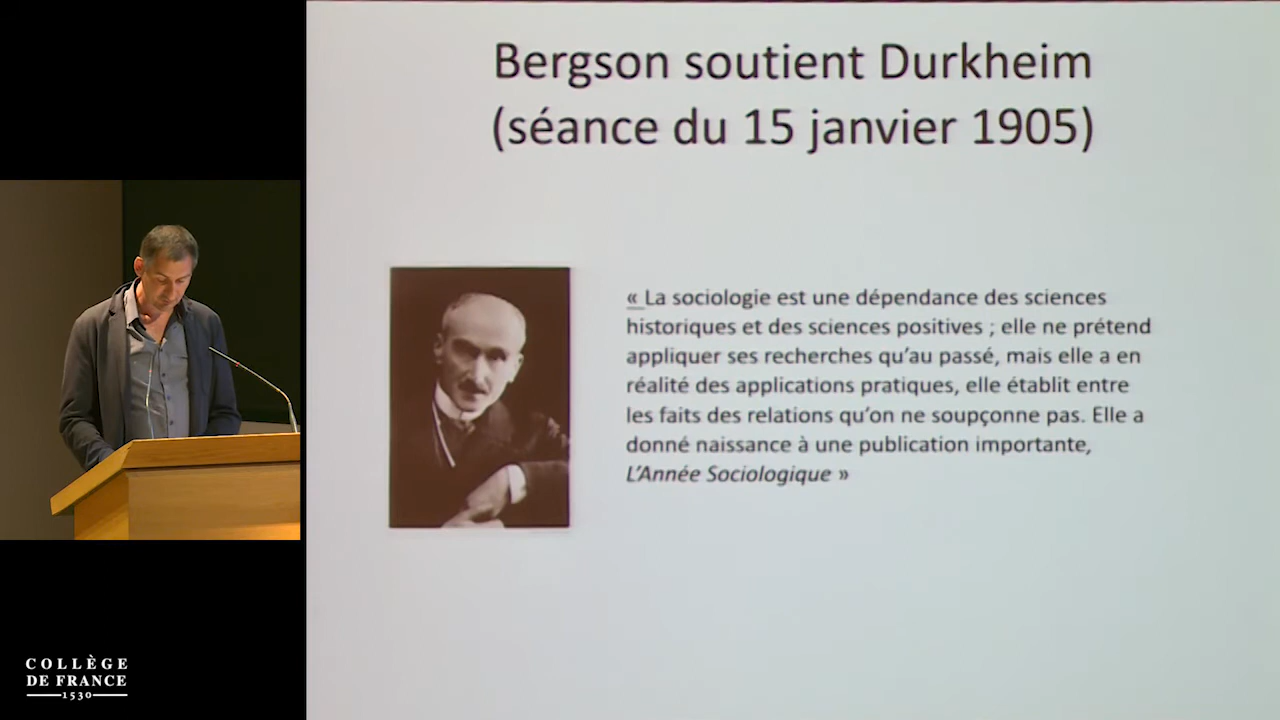 Bergson soutient Durkheim
(séance du 15 janvier 1905)
« La sociologie est une dépendance des sciences
historiques et des sciences positives ; elle ne prétend
appliquer ses recherches qu’au passé, mais elle a en
réalité des applications pratiques, elle établit entre
les faits des relations qu’on ne soupçonne pas. Elle a
donné naissance à une publication importante,
L’Année Sociologique »
COLLÈGE
DE FRANCE
1530